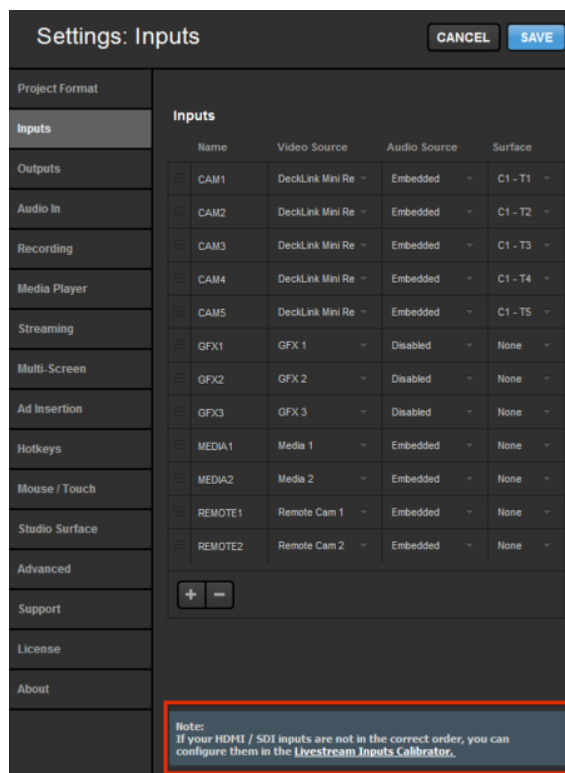 Settings: Inputs
CANCEL
SAVE
Project Format
Inputs
Outputs
Audio In
Recording
Media Player
Streaming
Multi-Screen
Ad Insertion
Hotkeys
Mouse / Touch
Studio Surface
Advanced
Support
License
About
Inputs
Name Video Source Audio Source Surface
CAM1 DeckLink Mini Re Embedded C1 - T1
CAM2 DeckLink Mini Re Embedded C1 - T2
CAM3 DeckLink Mini Re Embedded C1 - T3
CAM4 DeckLink Mini Re Embedded C1 - T4
CAM5 DeckLink Mini Re Embedded C1 - T5
GFX1 GFX 1 Disabled None
GFX2 GFX 2 Disabled None
GFX3 GFX 3 Disabled None
MEDIA1 Media 1 Embedded None
MEDIA2 Media 2 Embedded None
REMOTE1 Remote Cam 1 Embedded None
REMOTE2 Remote Cam 2 Embedded None
+ −
Note:
If your HDMI / SDI inputs are not in the correct order, you can
configure them in the Livestream Inputs Calibrator.